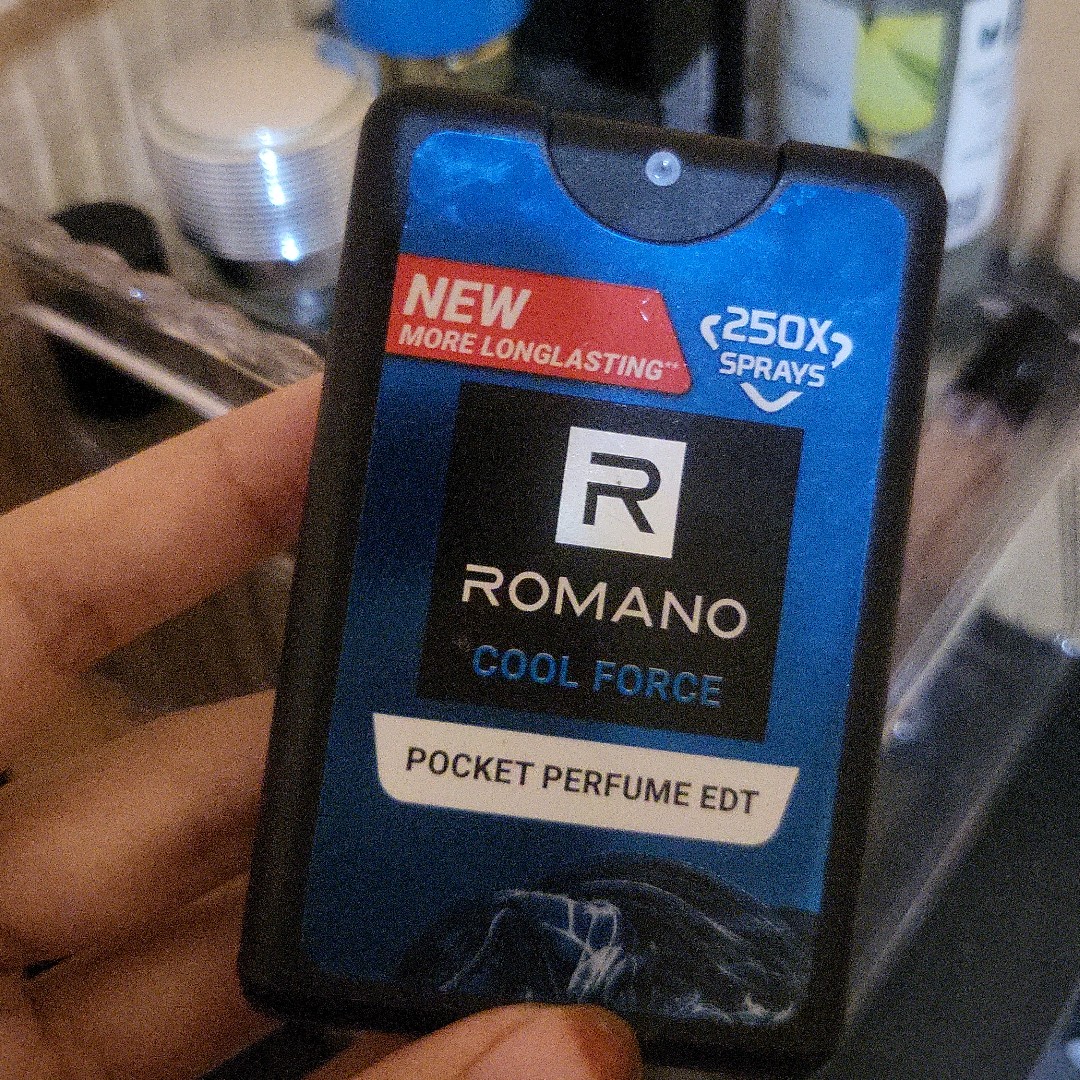 NEW
MORE LONGLASTING**
250X
SPRAYS
R
ROMANO
COOL FORCE
POCKET PERFUME EDT